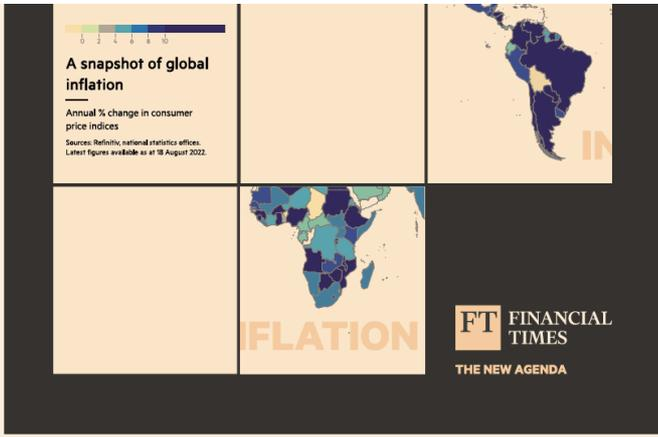 0 2 4 6 8 10
A snapshot of global
inflation
Annual % change in consumer
price indices
Sources: Refinitiv, national statistics offices.
Latest figures available as at 18 August 2022.
IN
NFLATION
FT FINANCIAL
TIMES
THE NEW AGENDA